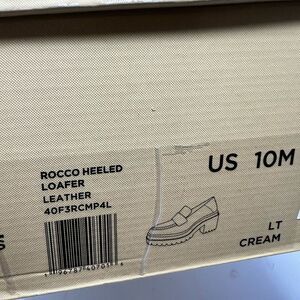 ROCCO HEELED
LOAFER
LEATHER
40F3RCMP4L
US 10M
LT
CREAM